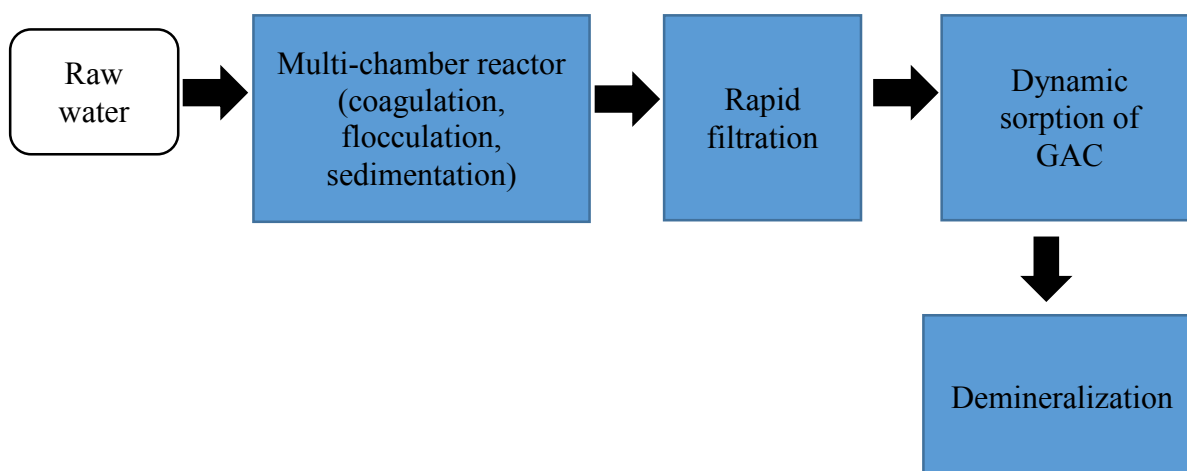 Raw
water
Multi-chamber reactor
(coagulation,
flocculation,
sedimentation)
Rapid
filtration
Dynamic
sorption of
GAC
Demineralization